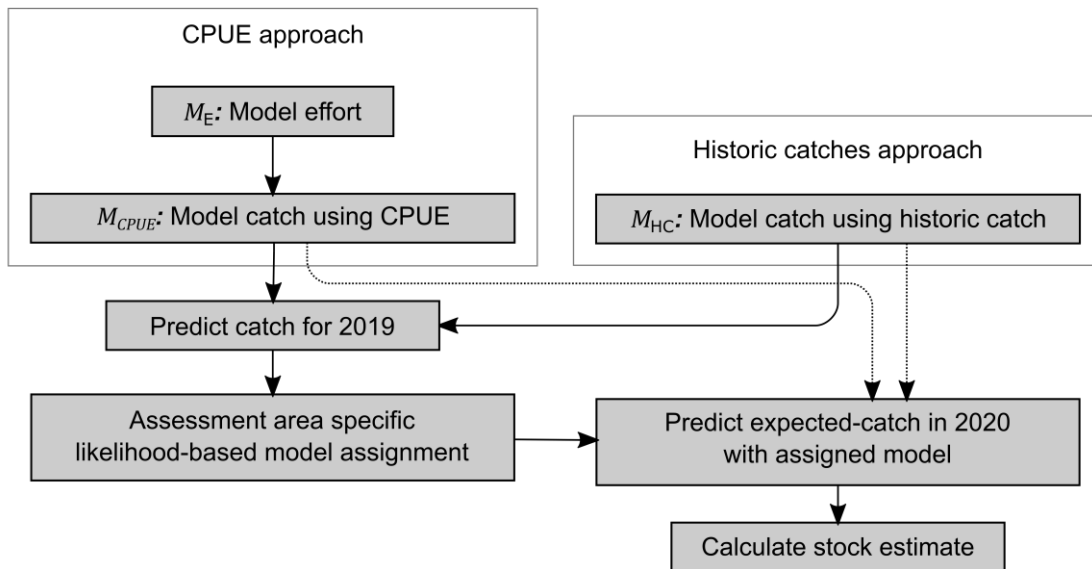 CPUE approach
M_E: Model effort
M_CPUE: Model catch using CPUE
Historic catches approach
M_HC: Model catch using historic catch
Predict catch for 2019
Assessment area specific
likelihood-based model assignment
Predict expected-catch in 2020
with assigned model
Calculate stock estimate